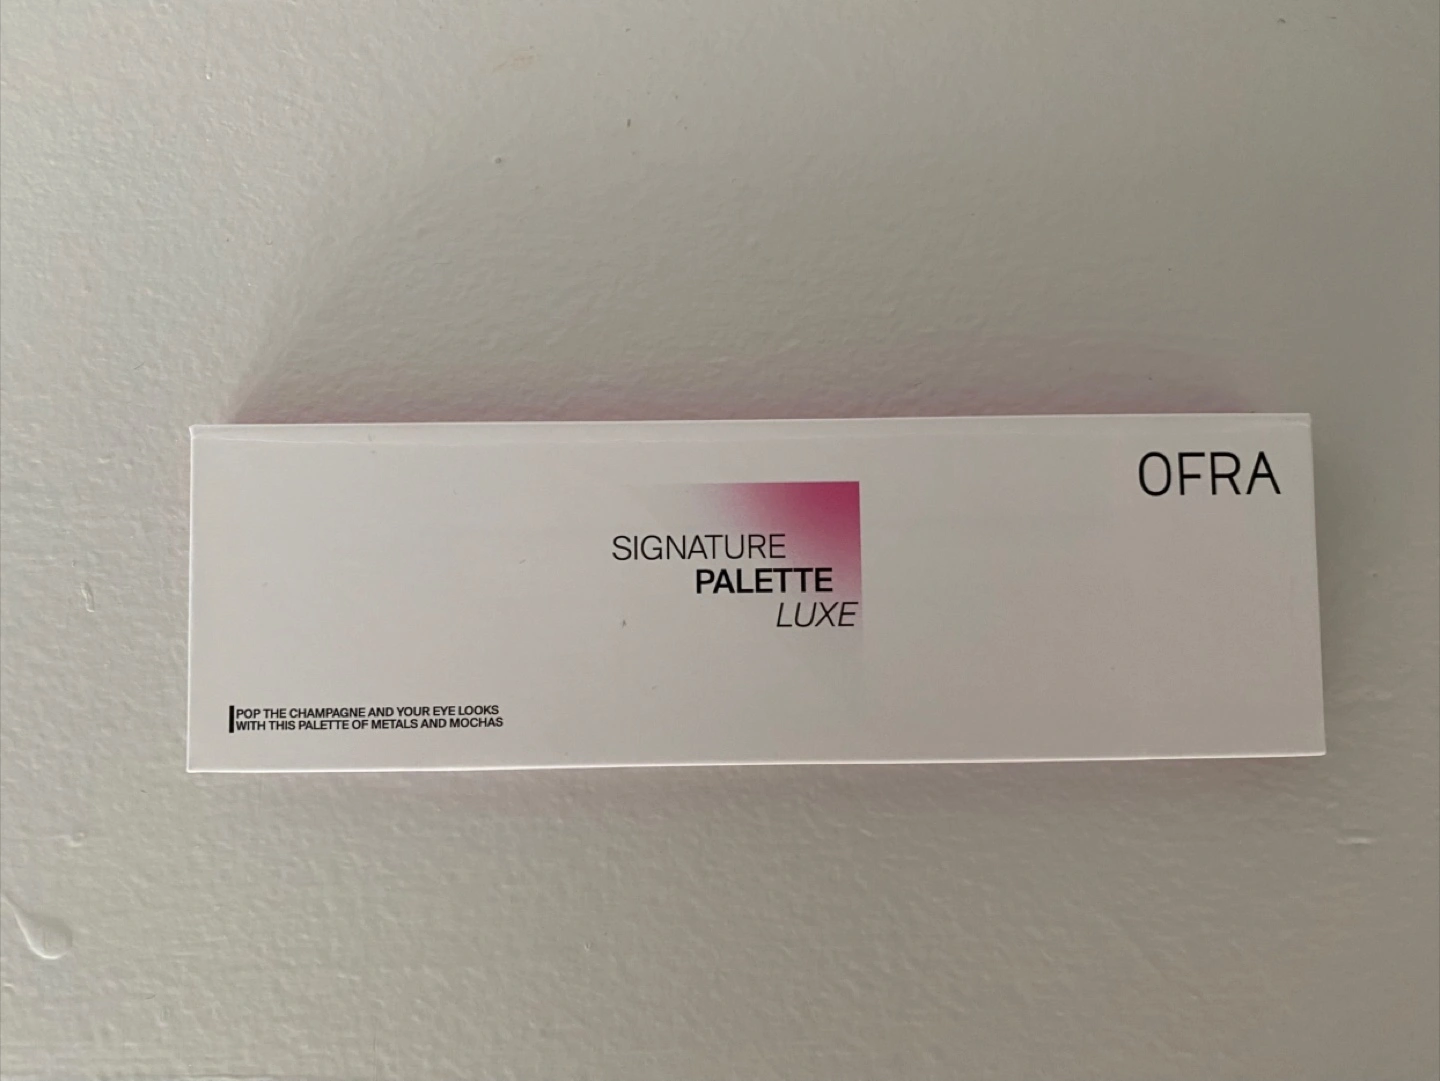 OFRA
SIGNATURE
PALETTE
LUXE
POP THE CHAMPAGNE AND YOUR EYE LOOKS
WITH THIS PALETTE OF METALS AND MOCHAS